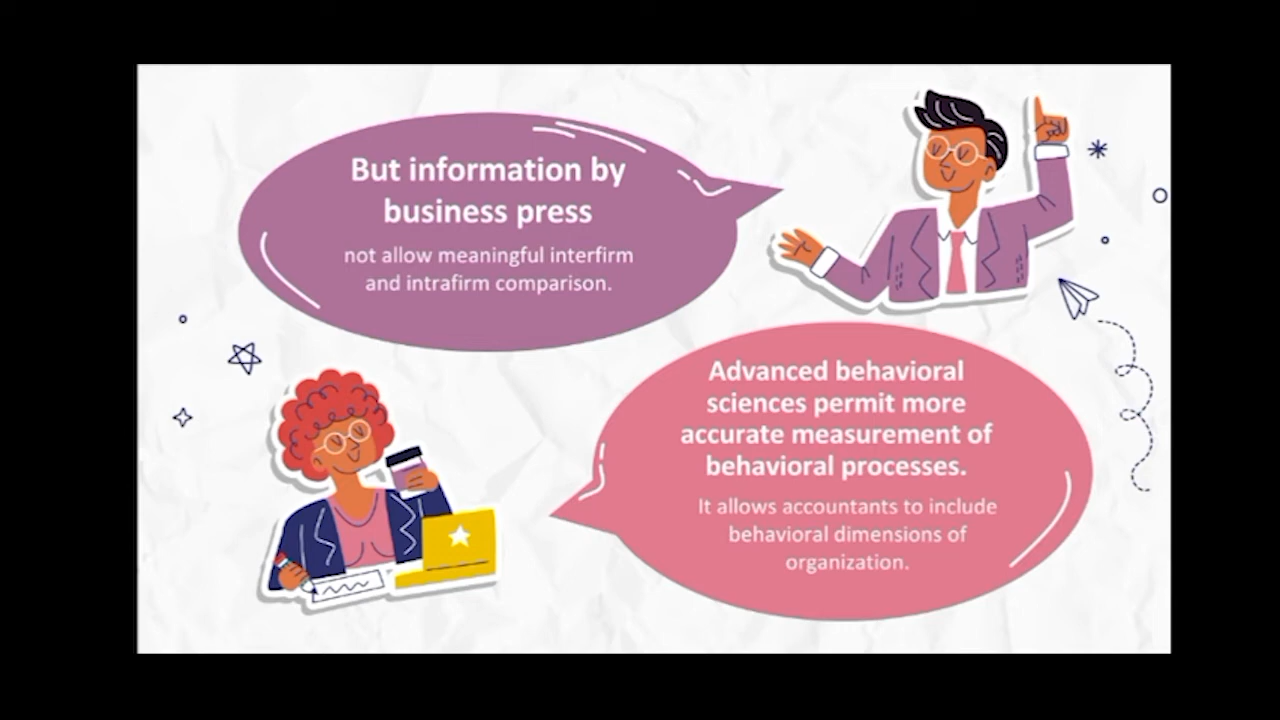 But information by
business press
not allow meaningful interfirm
and intrafirm comparison.
Advanced behavioral
sciences permit more
accurate measurement of
behavioral processes.
It allows accountants to include
behavioral dimensions of
organization.